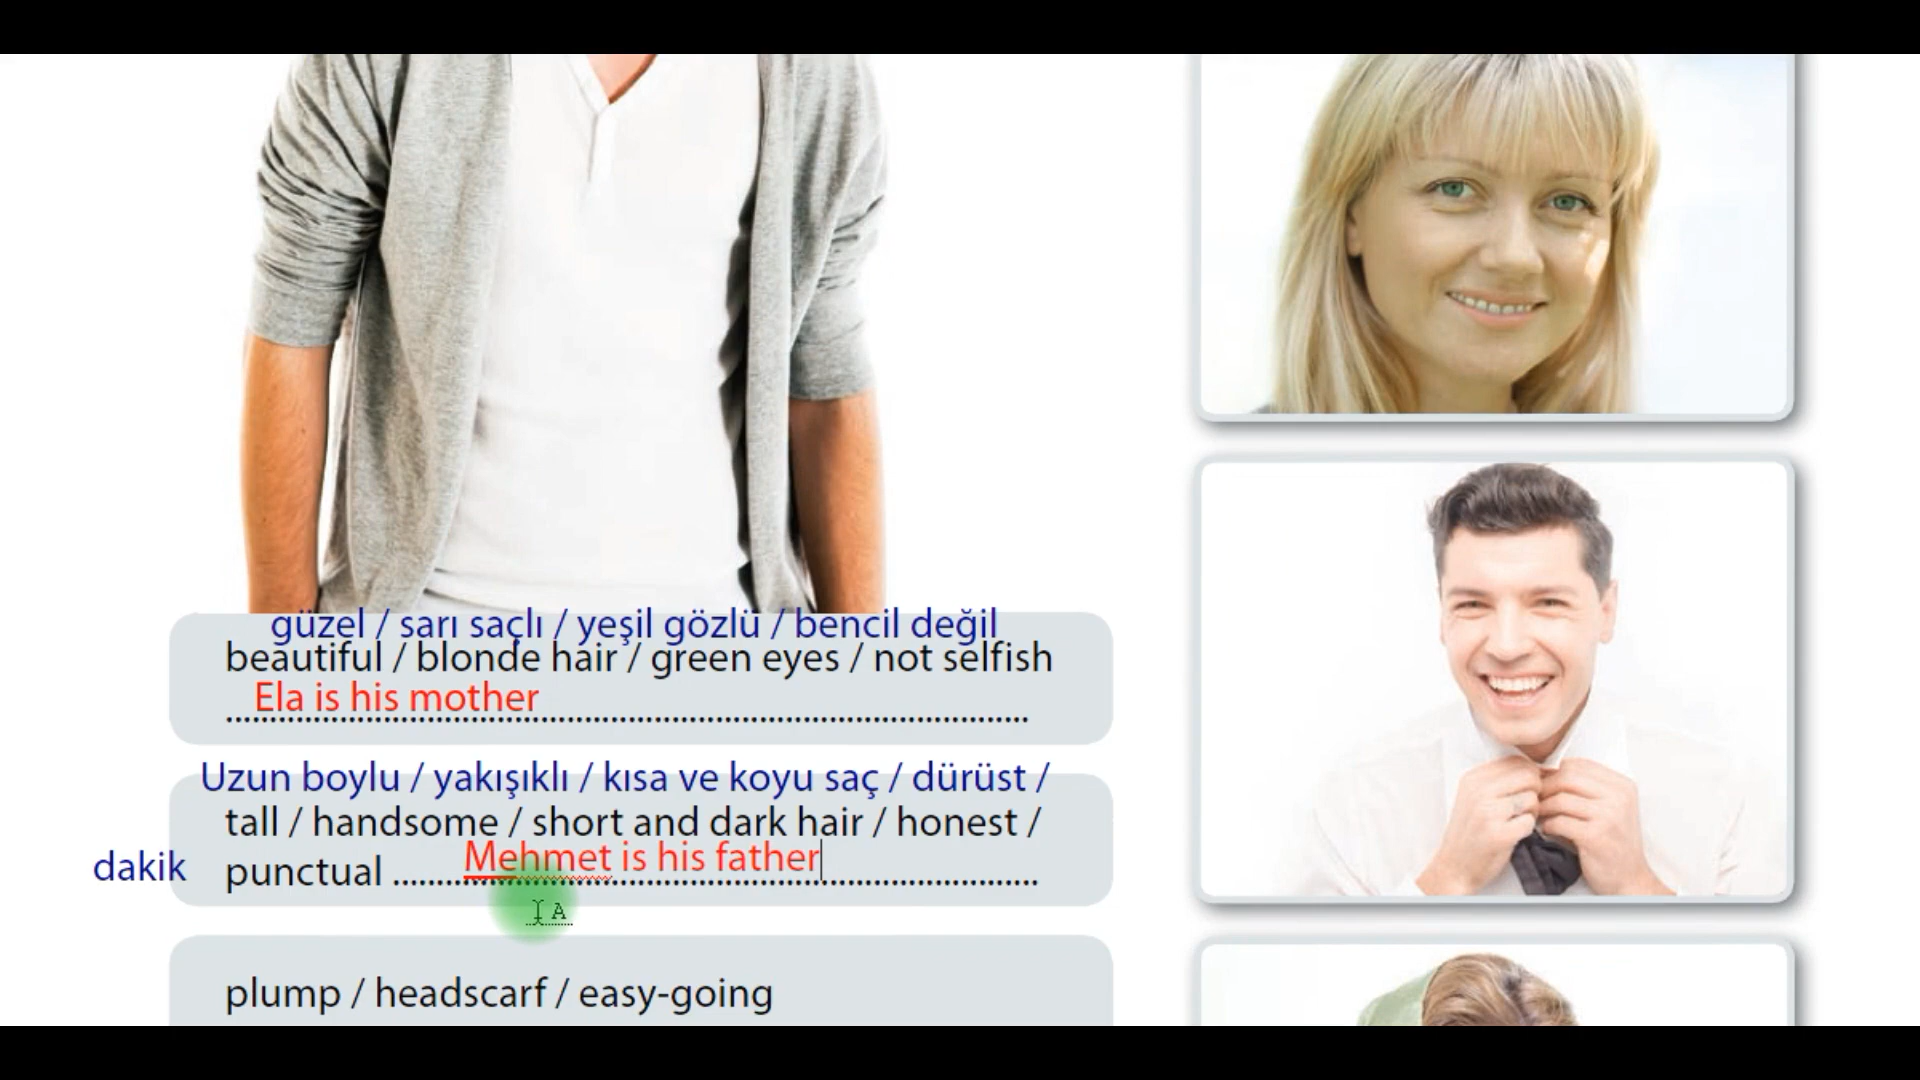 güzel / sarı saçlı / yeşil gözlü / bencil değil
beautiful / blonde hair / green eyes / not selfish
Ela is his mother
Uzun boylu / yakışıklı / kısa ve koyu saç / dürüst /
tall / handsome / short and dark hair / honest /
dakik
punctual ........ Mehmet is his father
plump / headscarf / easy-going